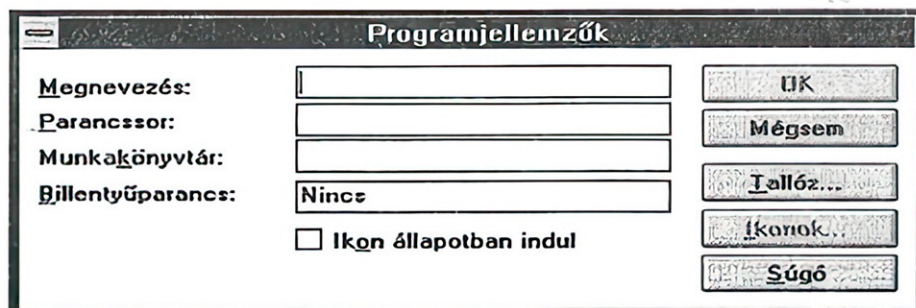 Programjellemzők
Megnevezés:
OK
Parancssor:
Mégsem
Munkakönyvtár:
Tallóz...
Billentyűparancs:
Nincs
Ikonok...
Ikon állapotban indul
Súgó